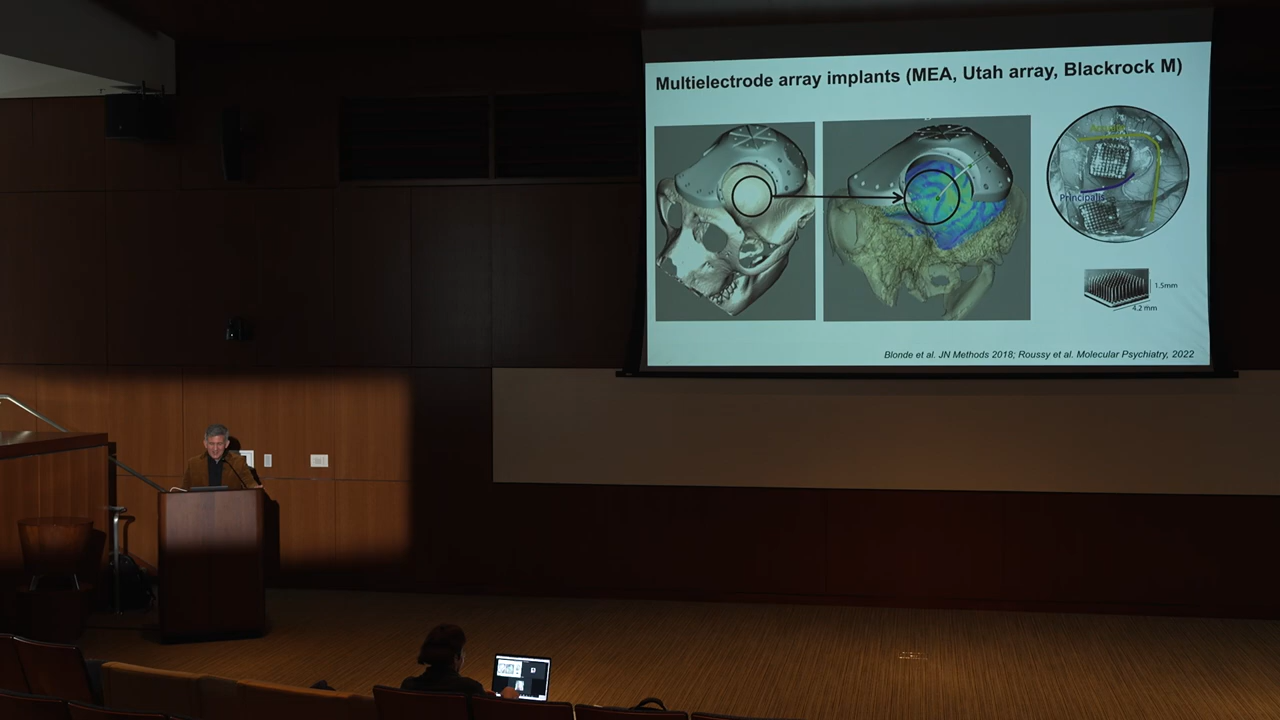 Multielectrode array implants (MEA, Utah array, Blackrock M)
Principalis
1.5mm
4.2 mm
Blonde et al. JN Methods 2018; Roussy et al. Molecular Psychiatry, 2022